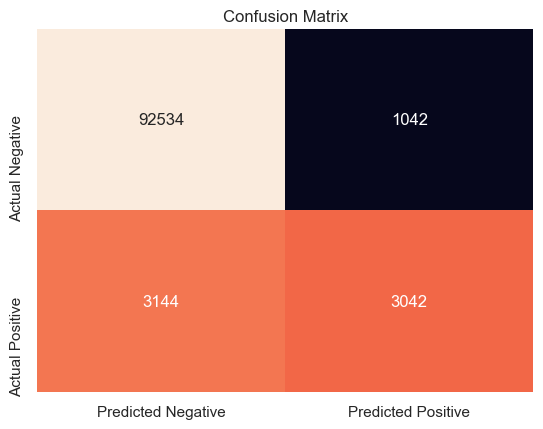 Confusion Matrix
Actual Negative
92534
1042
Actual Positive
3144
3042
Predicted Negative
Predicted Positive